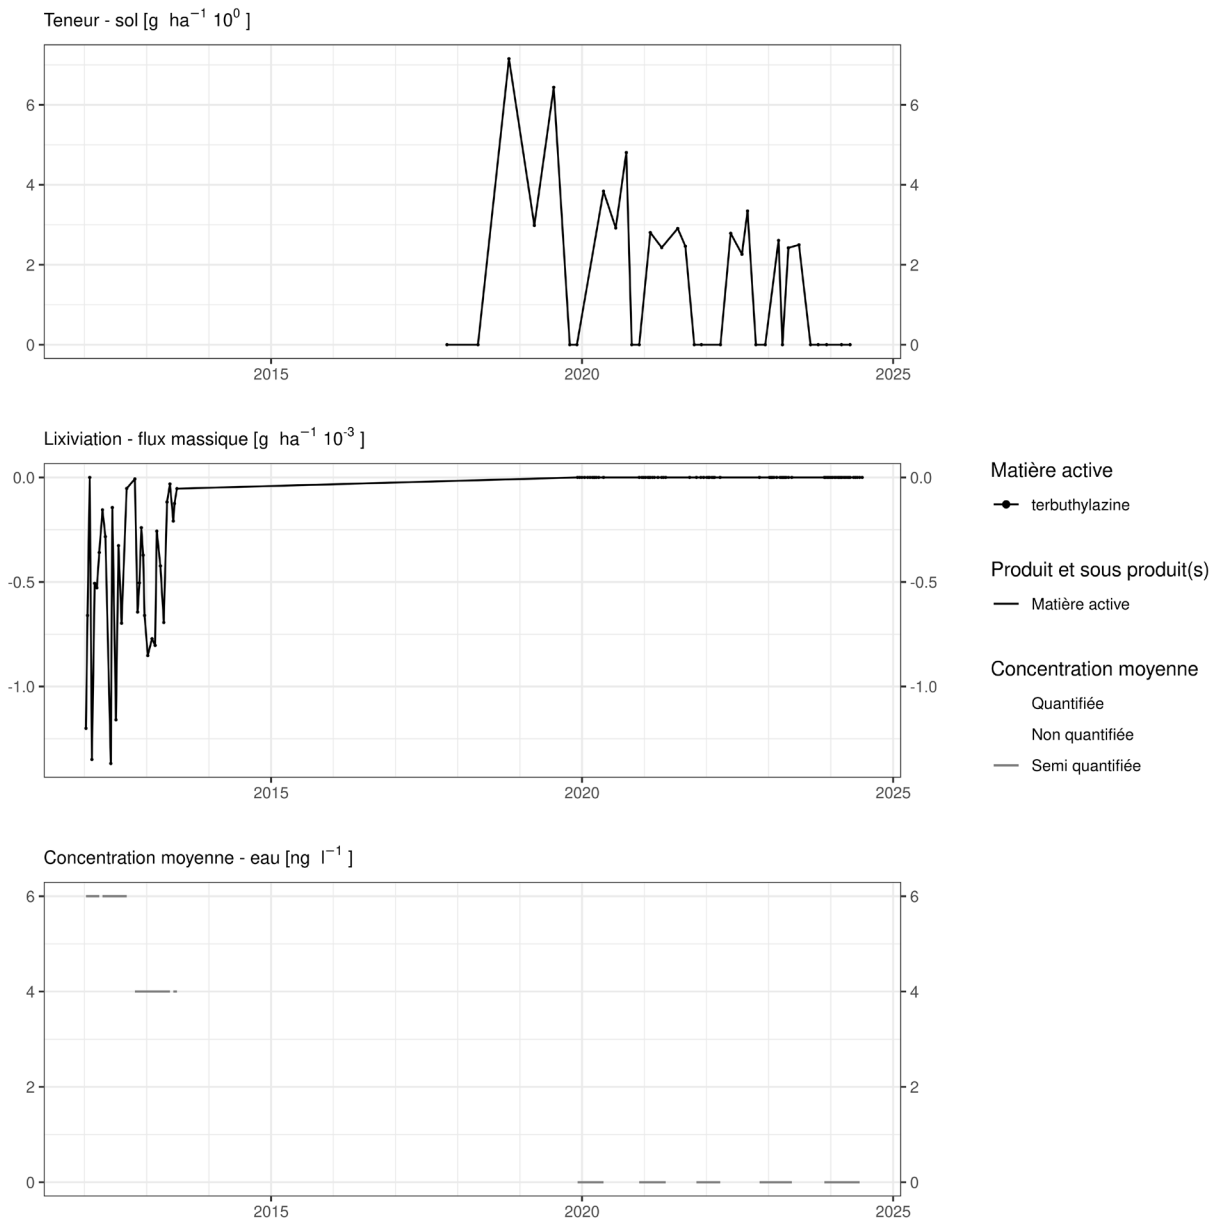 Teneur - sol [g ha⁻¹ 10⁰ ]
6 6
4 4
2 2
0 0
2015 2020 2025
Lixiviation - flux massique [g ha⁻¹ 10⁻³ ]
0.0 0.0
-0.5 -0.5
-1.0 -1.0
2015 2020 2025
Matière active
terbuthylazine
Produit et sous produit(s)
Matière active
Concentration moyenne
Quantifiée
Non quantifiée
Semi quantifiée
Concentration moyenne - eau [ng l⁻¹ ]
6 6
4 4
2 2
0 0
2015 2020 2025